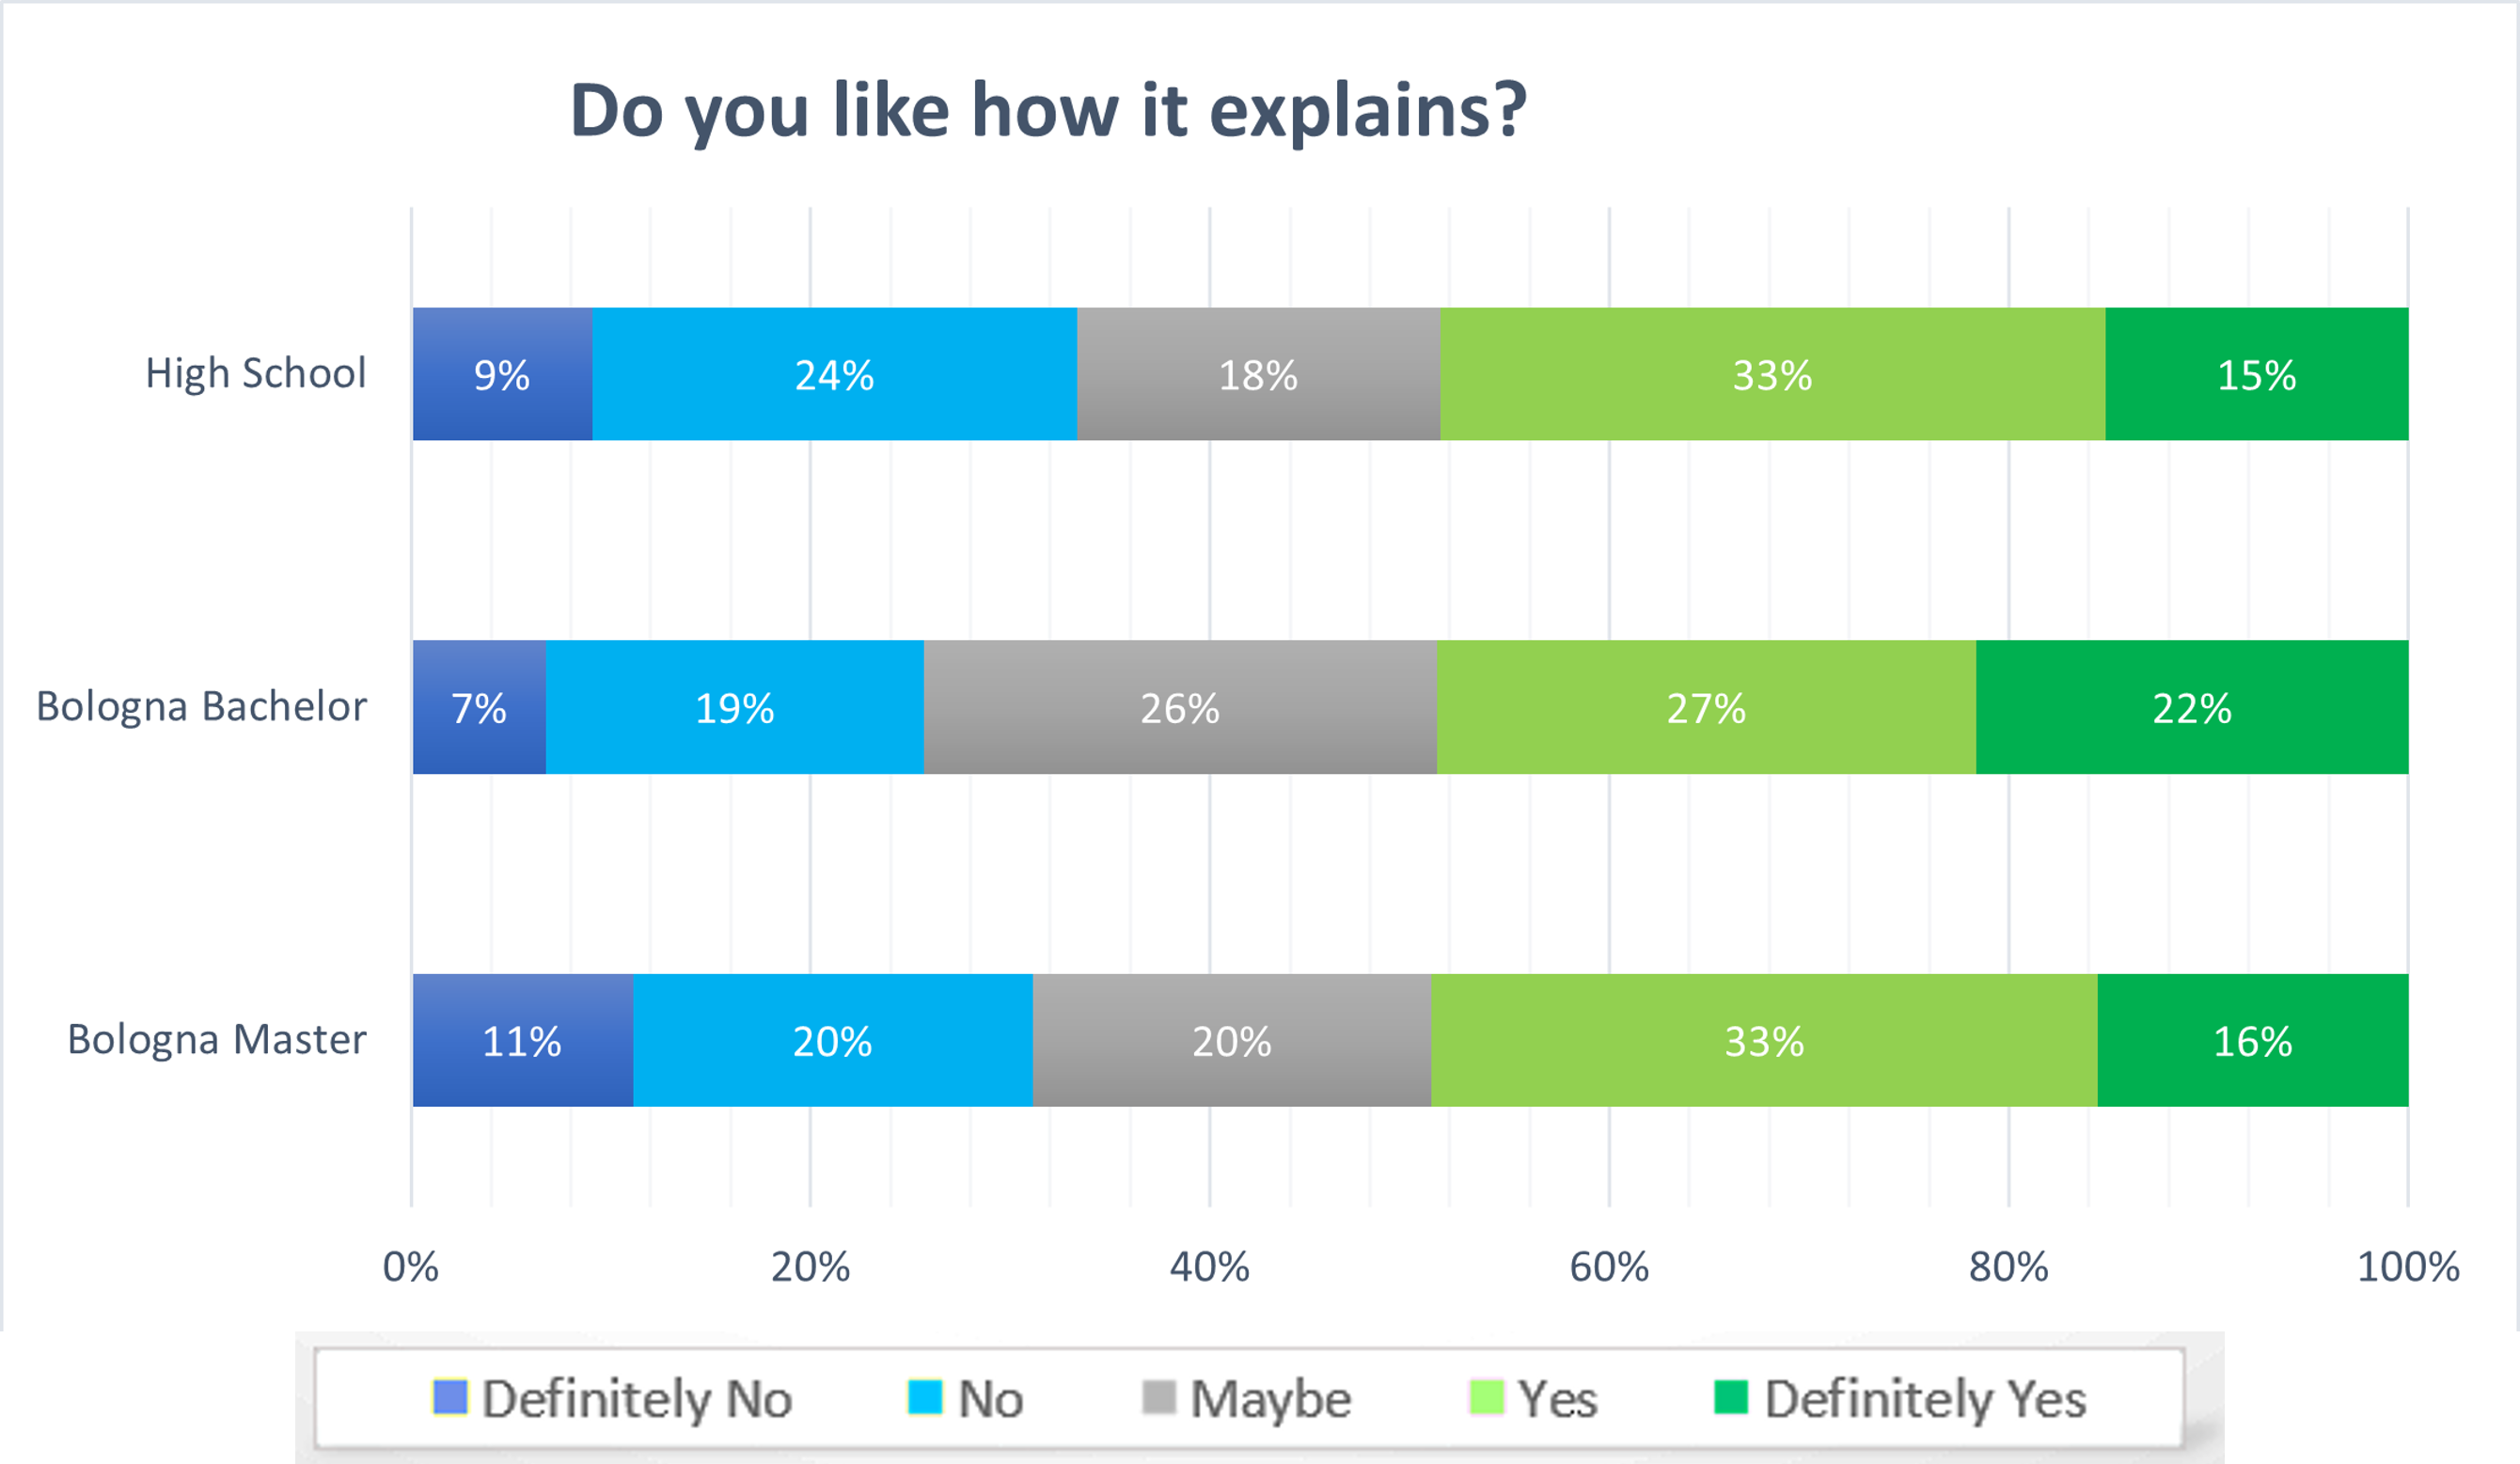 Do you like how it explains?
High School 9% 24% 18% 33% 15%
Bologna Bachelor 7% 19% 26% 27% 22%
Bologna Master 11% 20% 20% 33% 16%
0% 20% 40% 60% 80% 100%
Definitely No No Maybe Yes Definitely Yes